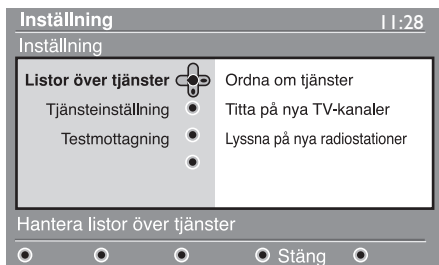 Inställning 11:28
Inställning
Listor över tjänster Ordna om tjänster
Tjänsteinställning Titta på nya TV-kanaler
Testmottagning Lyssna på nya radiostationer
Hantera listor över tjänster
Stäng